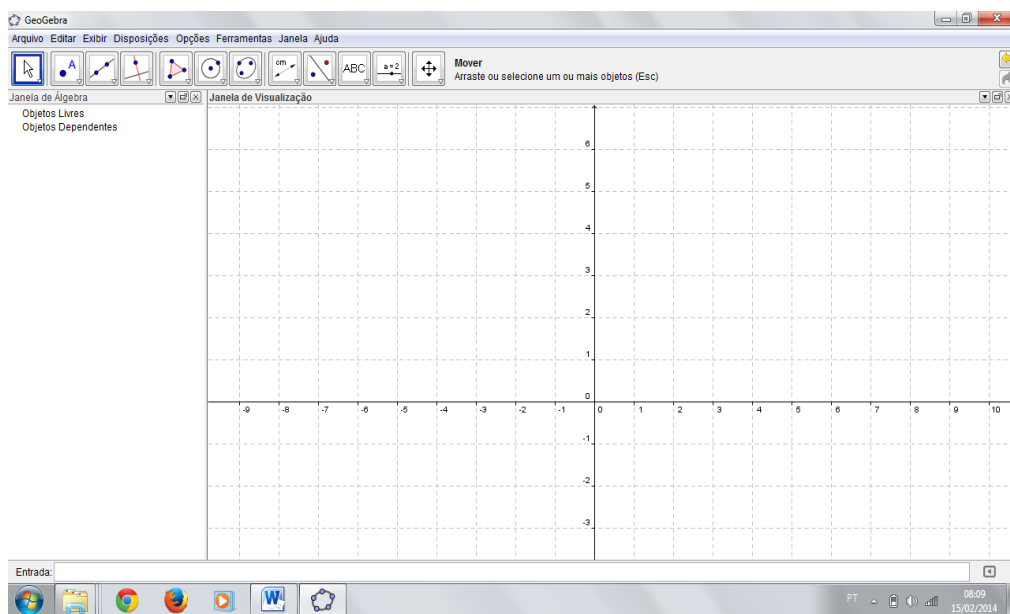 GeoGebra
Arquivo Editar Exibir Disposições Opções Ferramentas Janela Ajuda
A
cm
ABC
a=2
Mover
Arraste ou selecione um ou mais objetos (Esc)
Janela de Álgebra
Janela de Visualização
Objetos Livres
Objetos Dependentes
6
5
4
3
2
1
0
-9 -8 -7 -6 -5 -4 -3 -2 -1 0 1 2 3 4 5 6 7 8 9 10
-1
-2
-3
Entrada:
W
PT
08:09
15/02/2014